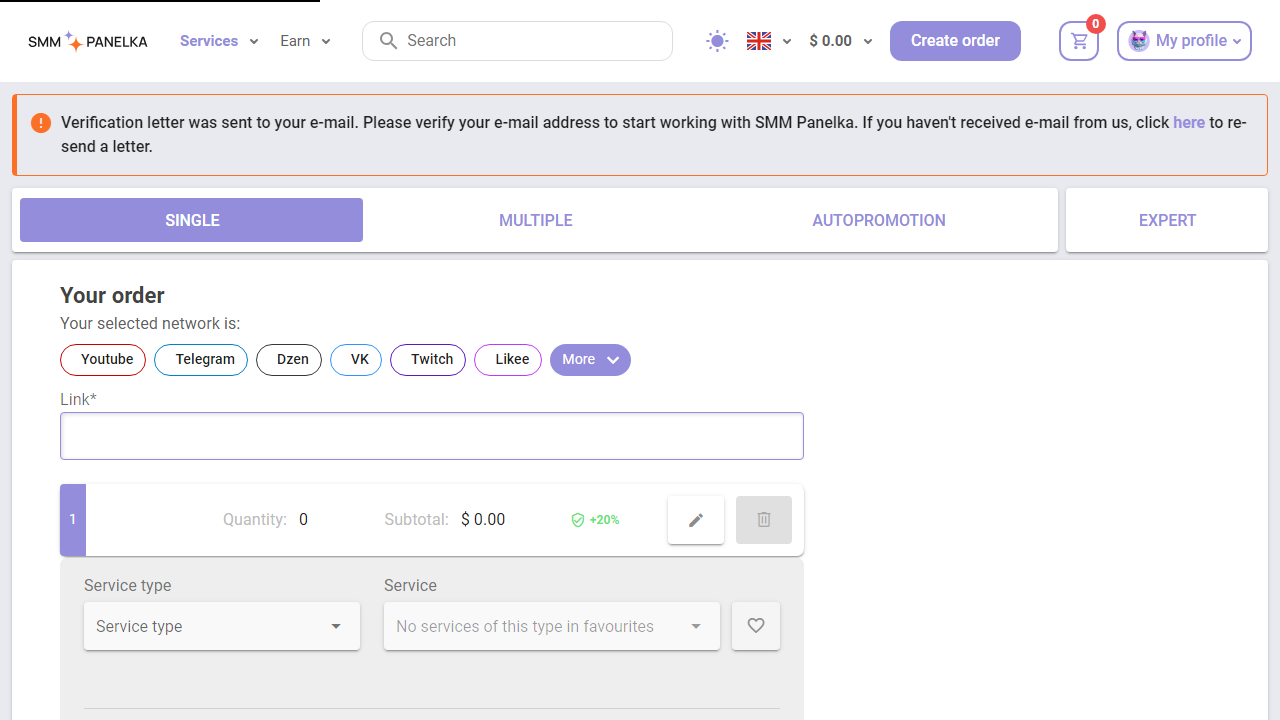 SMM PANELKA
Services
Earn
Search
$ 0.00
Create order
0
My profile
Verification letter was sent to your e-mail. Please verify your e-mail address to start working with SMM Panelka. If you haven't received e-mail from us, click here to re-
send a letter.
SINGLE
MULTIPLE
AUTOPROMOTION
EXPERT
Your order
Your selected network is:
Youtube
Telegram
Dzen
VK
Twitch
Likee
More
Link*
1
Quantity: 0
Subtotal: $ 0.00
+20%
Service type
Service
Service type
No services of this type in favourites